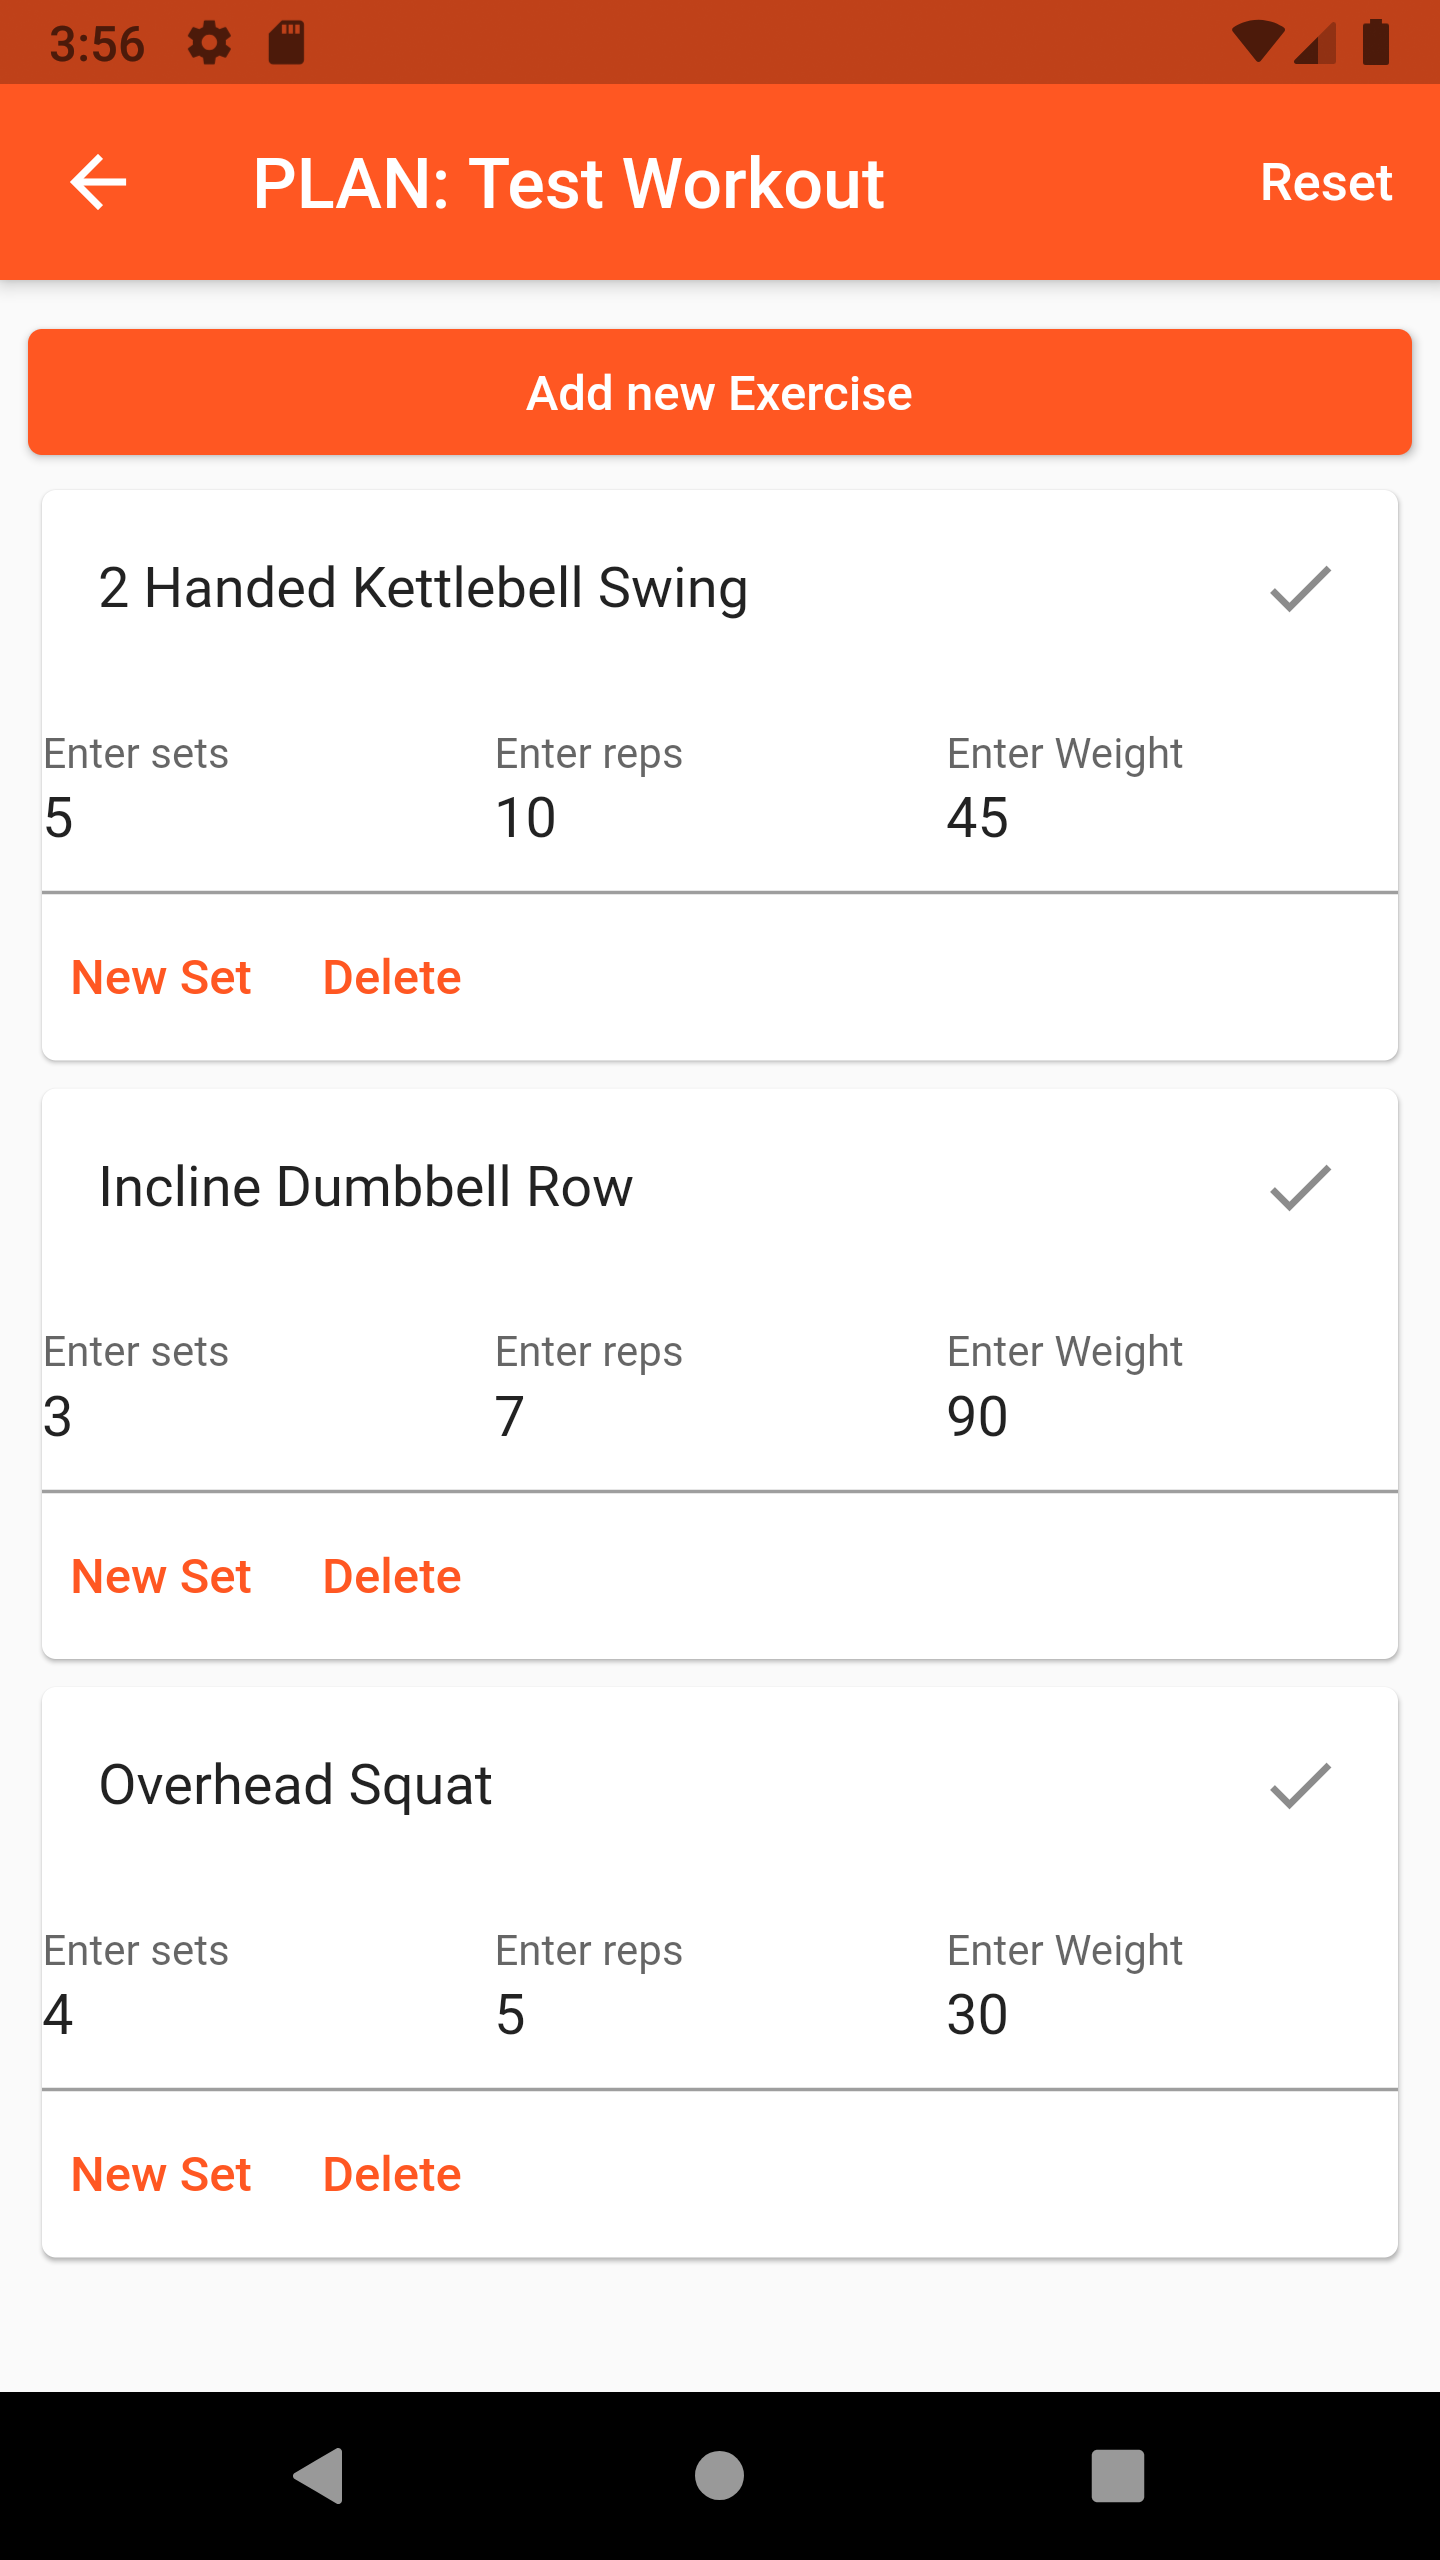 3:56
PLAN: Test Workout Reset
Add new Exercise
2 Handed Kettlebell Swing
Enter sets Enter reps Enter Weight
5 10 45
New Set Delete
Incline Dumbbell Row
Enter sets Enter reps Enter Weight
3 7 90
New Set Delete
Overhead Squat
Enter sets Enter reps Enter Weight
4 5 30
New Set Delete